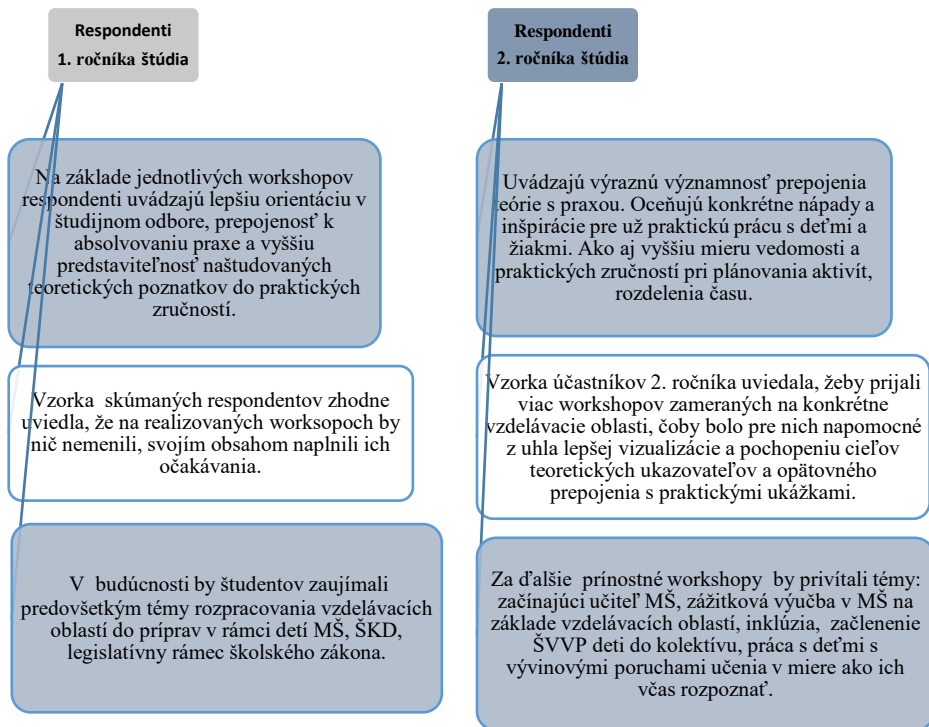 Respondenti
1. ročníka štúdia
Na základe jednotlivých workshopov
respondenti uvádzajú lepšiu orientáciu v
študijnom odbore, prepojenosť k
absolvovaniu praxe a vyššiu
predstaviteľnosť naštudovaných
teoretických poznatkov do praktických
zručností.
Vzorka skúmaných respondentov zhodne
uviedla, že na realizovaných worksopoch by
nič nemenili, svojím obsahom naplnili ich
očakávania.
V budúcnosti by študentov zaujímali
predovšetkým témy rozpracovania vzdelávacích
oblastí do príprav v rámci detí MŠ, ŠKD,
legislatívny rámec školského zákona.
Respondenti
2. ročníka štúdia
Uvádzajú výraznú významnosť prepojenia
teórie s praxou. Oceňujú konkrétne nápady a
inšpirácie pre už praktickú prácu s deťmi a
žiakmi. Ako aj vyššiu mieru vedomosti a
praktických zručností pri plánovania aktivít,
rozdelenia času.
Vzorka účastníkov 2. ročníka uviedala, žeby prijali
viac workshopov zameraných na konkrétne
vzdelávacie oblasti, čoby bolo pre nich napomocné
z uhla lepšej vizualizácie a pochopeniu cieľov
teoretických ukazovateľov a opätovného
prepojenia s praktickými ukážkami.
Za ďalšie prínostné workshopy by privítali témy:
začínajúci učiteľ MŠ, zážitková výučba v MŠ na
základe vzdelávacích oblastí, inklúzia, začlenenie
ŠVVP deti do kolektívu, práca s deťmi s
vývinovými poruchami učenia v miere ako ich
včas rozpoznať.